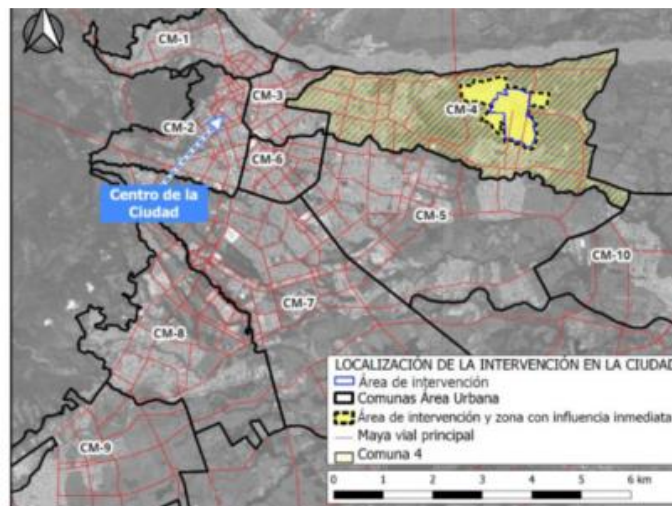 CM-1
CM-3
CM-4
CM-2
CM-6
Centro de la
Ciudad
CM-5
CM-10
CM-7
CM-8
CM-9
LOCALIZACIÓN DE LA INTERVENCIÓN EN LA CIUDAD
Área de intervención
Comunas Área Urbana
Área de intervención y zona con influencia inmediata
Maya vial principal
Comuna 4
0 1 2 3 4 5 6 km